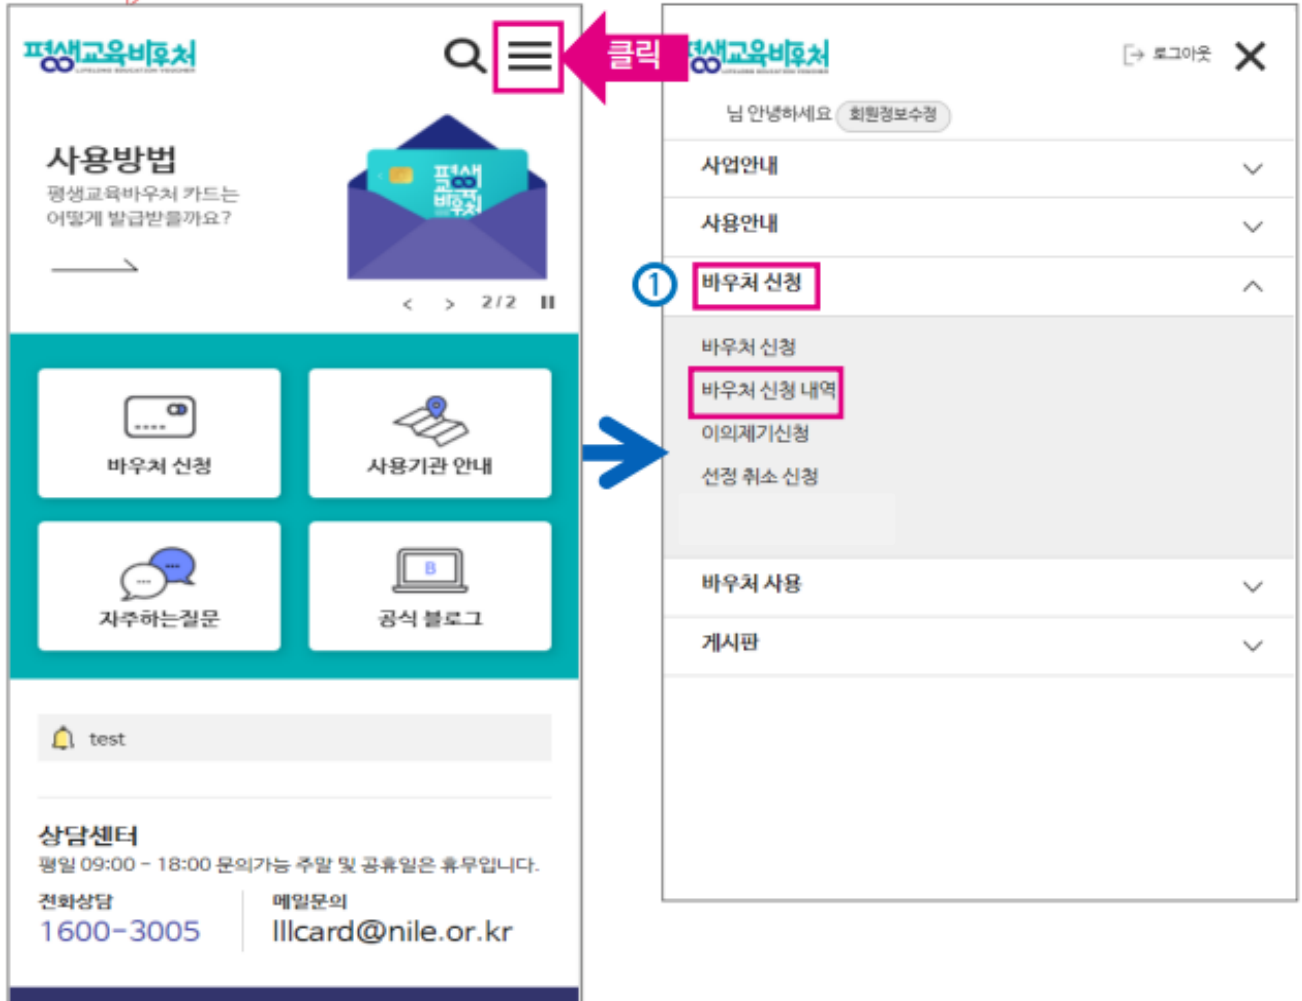 평생교육바우처
LIFELONG EDUCATION VOUCHER
클릭
사용방법
평생교육바우처 카드는
어떻게 발급받을까요?
평생
교육
바우처
< > 2/2
바우처 신청
사용기관 안내
B
자주하는질문
공식 블로그
test
상담센터
평일 09:00 - 18:00 문의가능 주말 및 공휴일은 휴무입니다.
전화상담
메일문의
1600-3005
lllcard@nile.or.kr
평생교육바우처
LIFELONG EDUCATION VOUCHER
로그아웃
님 안녕하세요 회원정보수정
사업안내
사용안내
① 바우처 신청
바우처 신청
바우처 신청 내역
이의제기신청
선정 취소 신청
바우처 사용
게시판